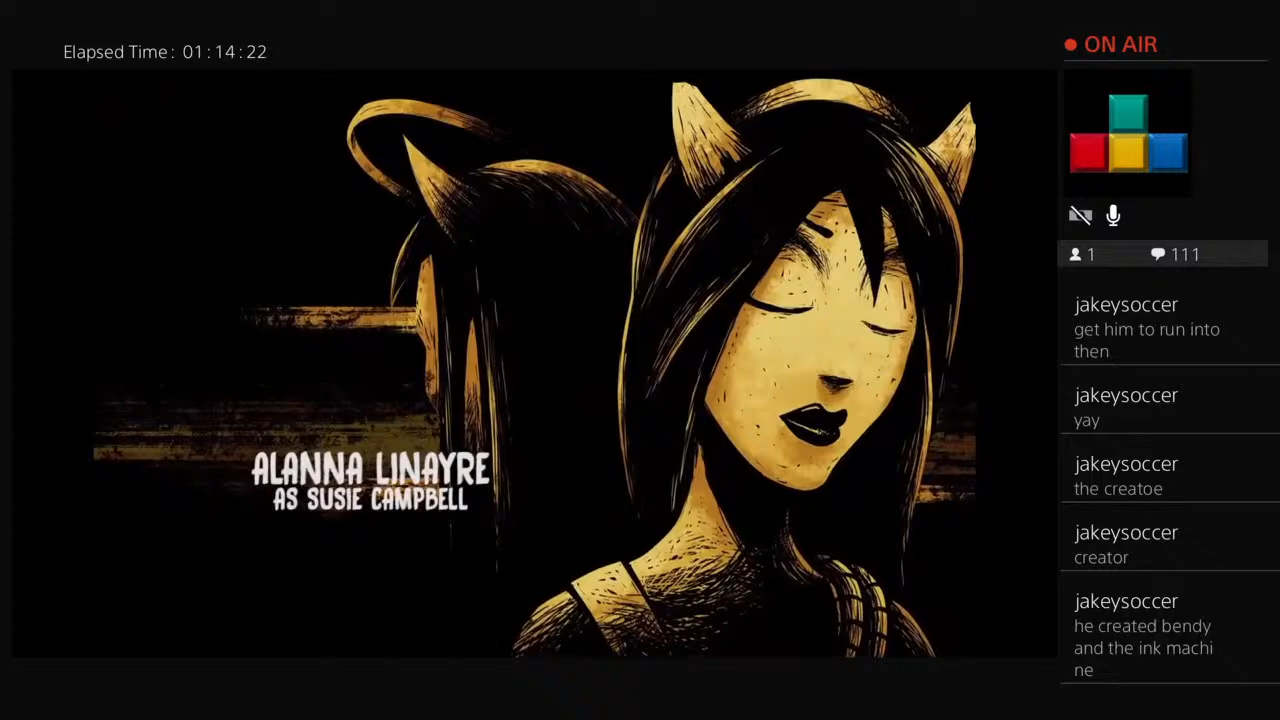 Elapsed Time: 01:14:22
ON AIR
1 111
jakeysoccer
get him to run into
then
jakeysoccer
yay
jakeysoccer
the creatoe
jakeysoccer
creator
jakeysoccer
he created bendy
and the ink machi
ne
ALANNA LINAYRE
AS SUSIE CAMPBELL